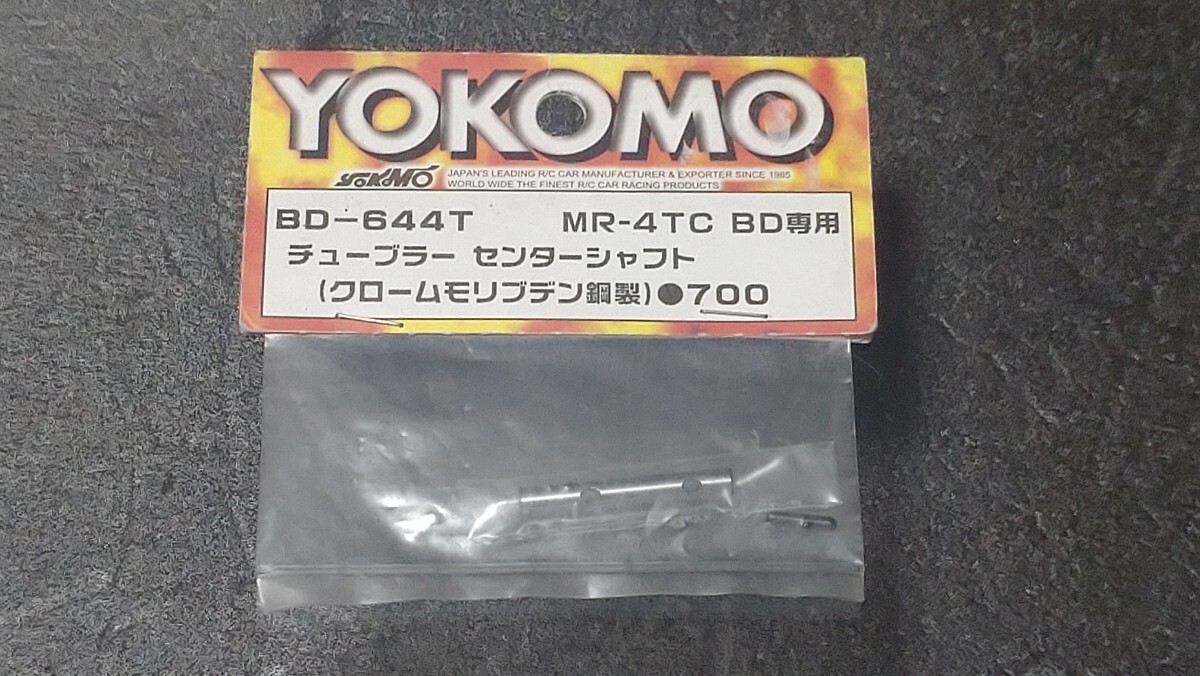 YOKOMO
YOKOMO JAPAN'S LEADING R/C CAR MANUFACTURER & EXPORTER SINCE 1965
WORLD WIDE THE FINEST R/C CAR RACING PRODUCTS
BD-644T MR-4TC BD専用
チューブラー センターシャフト
(クロームモリブデン鋼製)●700